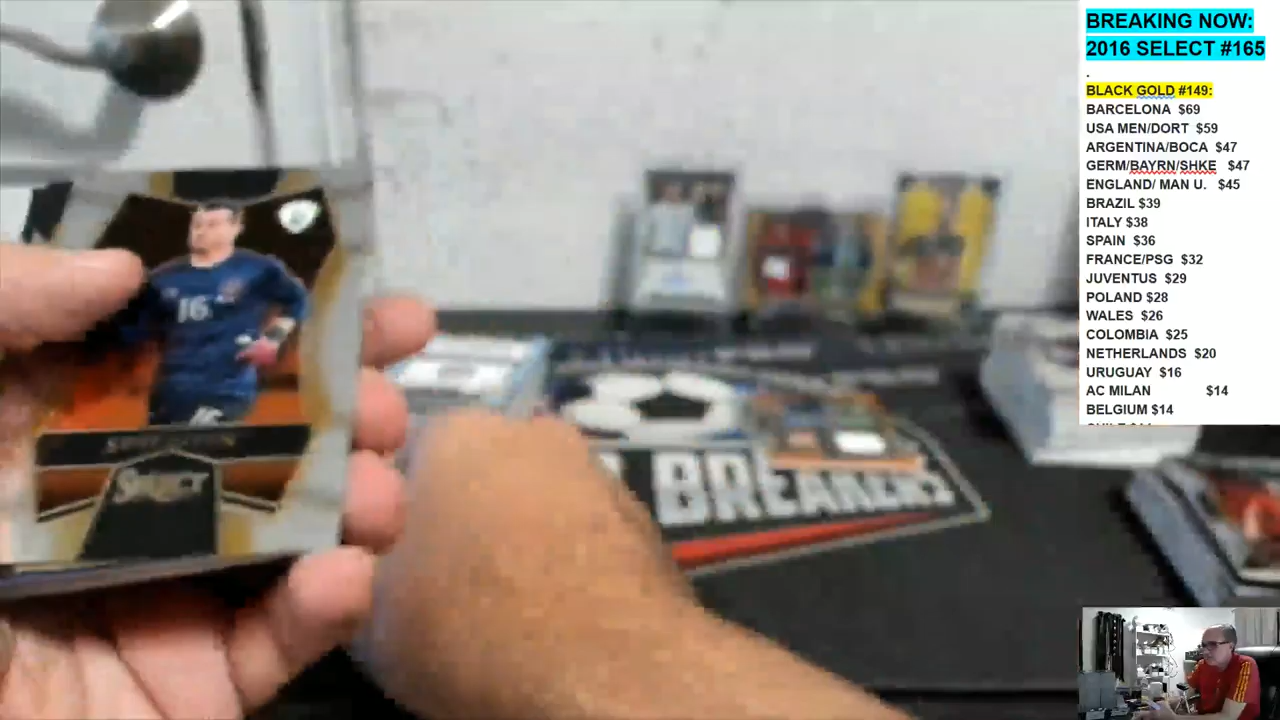 BREAKING NOW:
2016 SELECT #165
.
BLACK GOLD #149:
BARCELONA $69
USA MEN/DORT $59
ARGENTINA/BOCA $47
GERM/BAYRN/SHKE $47
ENGLAND/ MAN U. $45
BRAZIL $39
ITALY $38
SPAIN $36
FRANCE/PSG $32
JUVENTUS $29
POLAND $28
WALES $26
COLOMBIA $25
NETHERLANDS $20
URUGUAY $16
AC MILAN $14
BELGIUM $14
16
16
SELECT
BREAKERS